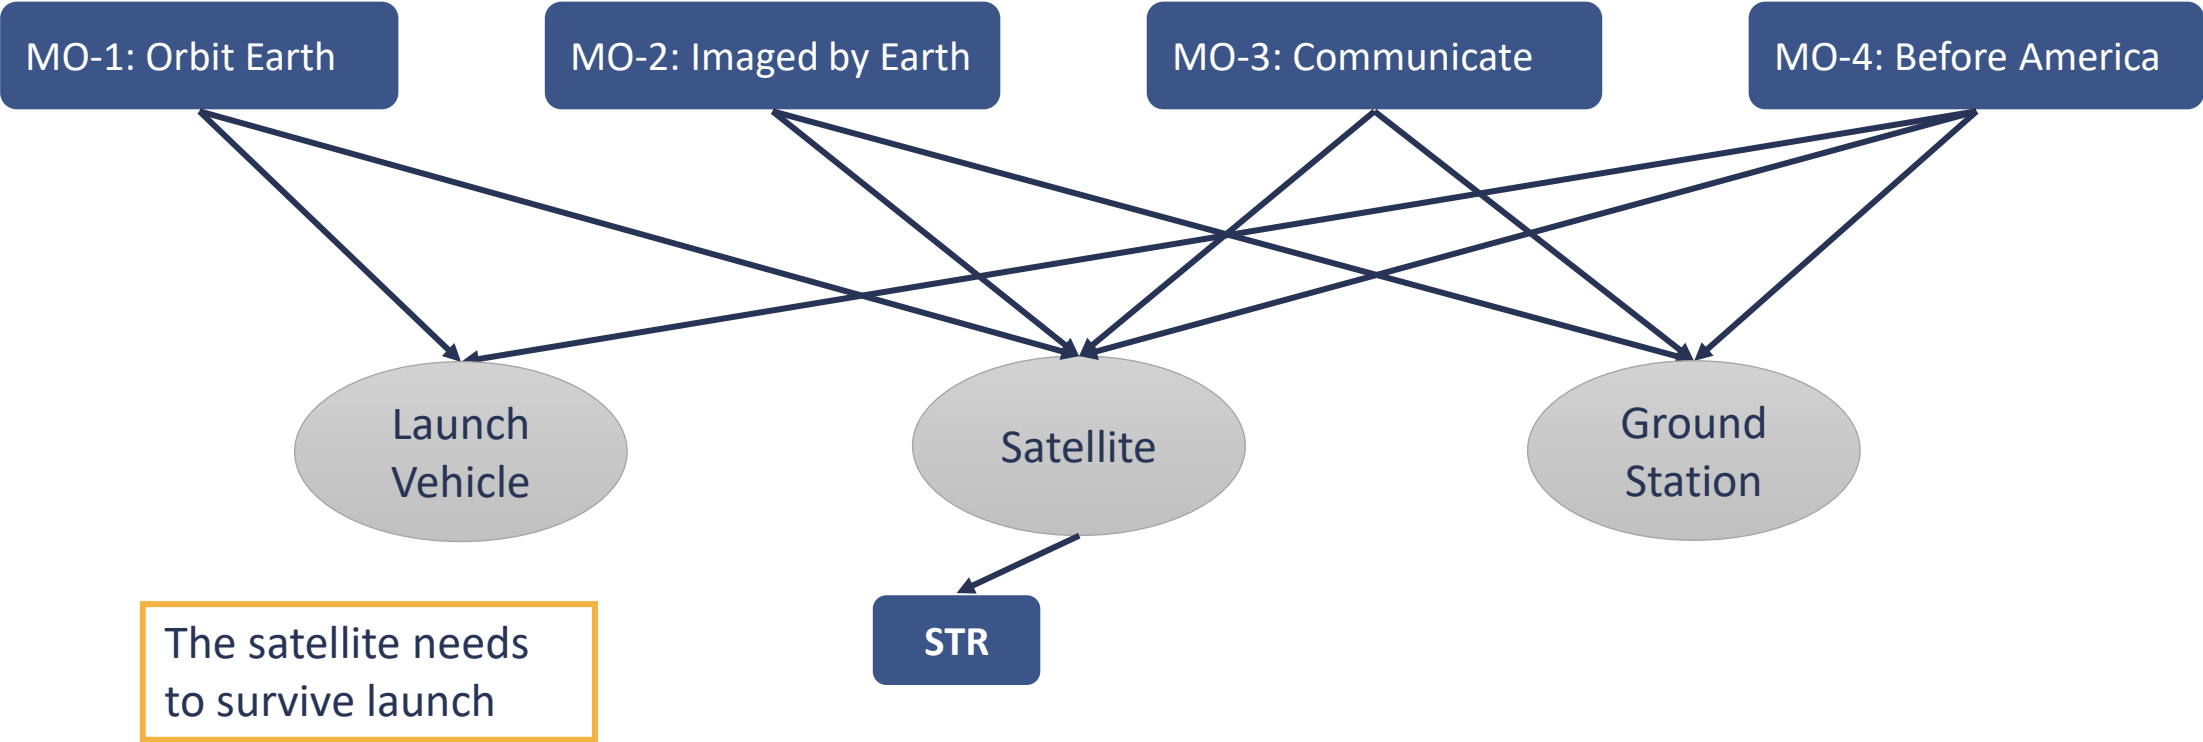 MO-1: Orbit Earth
MO-2: Imaged by Earth
MO-3: Communicate
MO-4: Before America
Launch
Vehicle
Satellite
Ground
Station
The satellite needs
to survive launch
STR